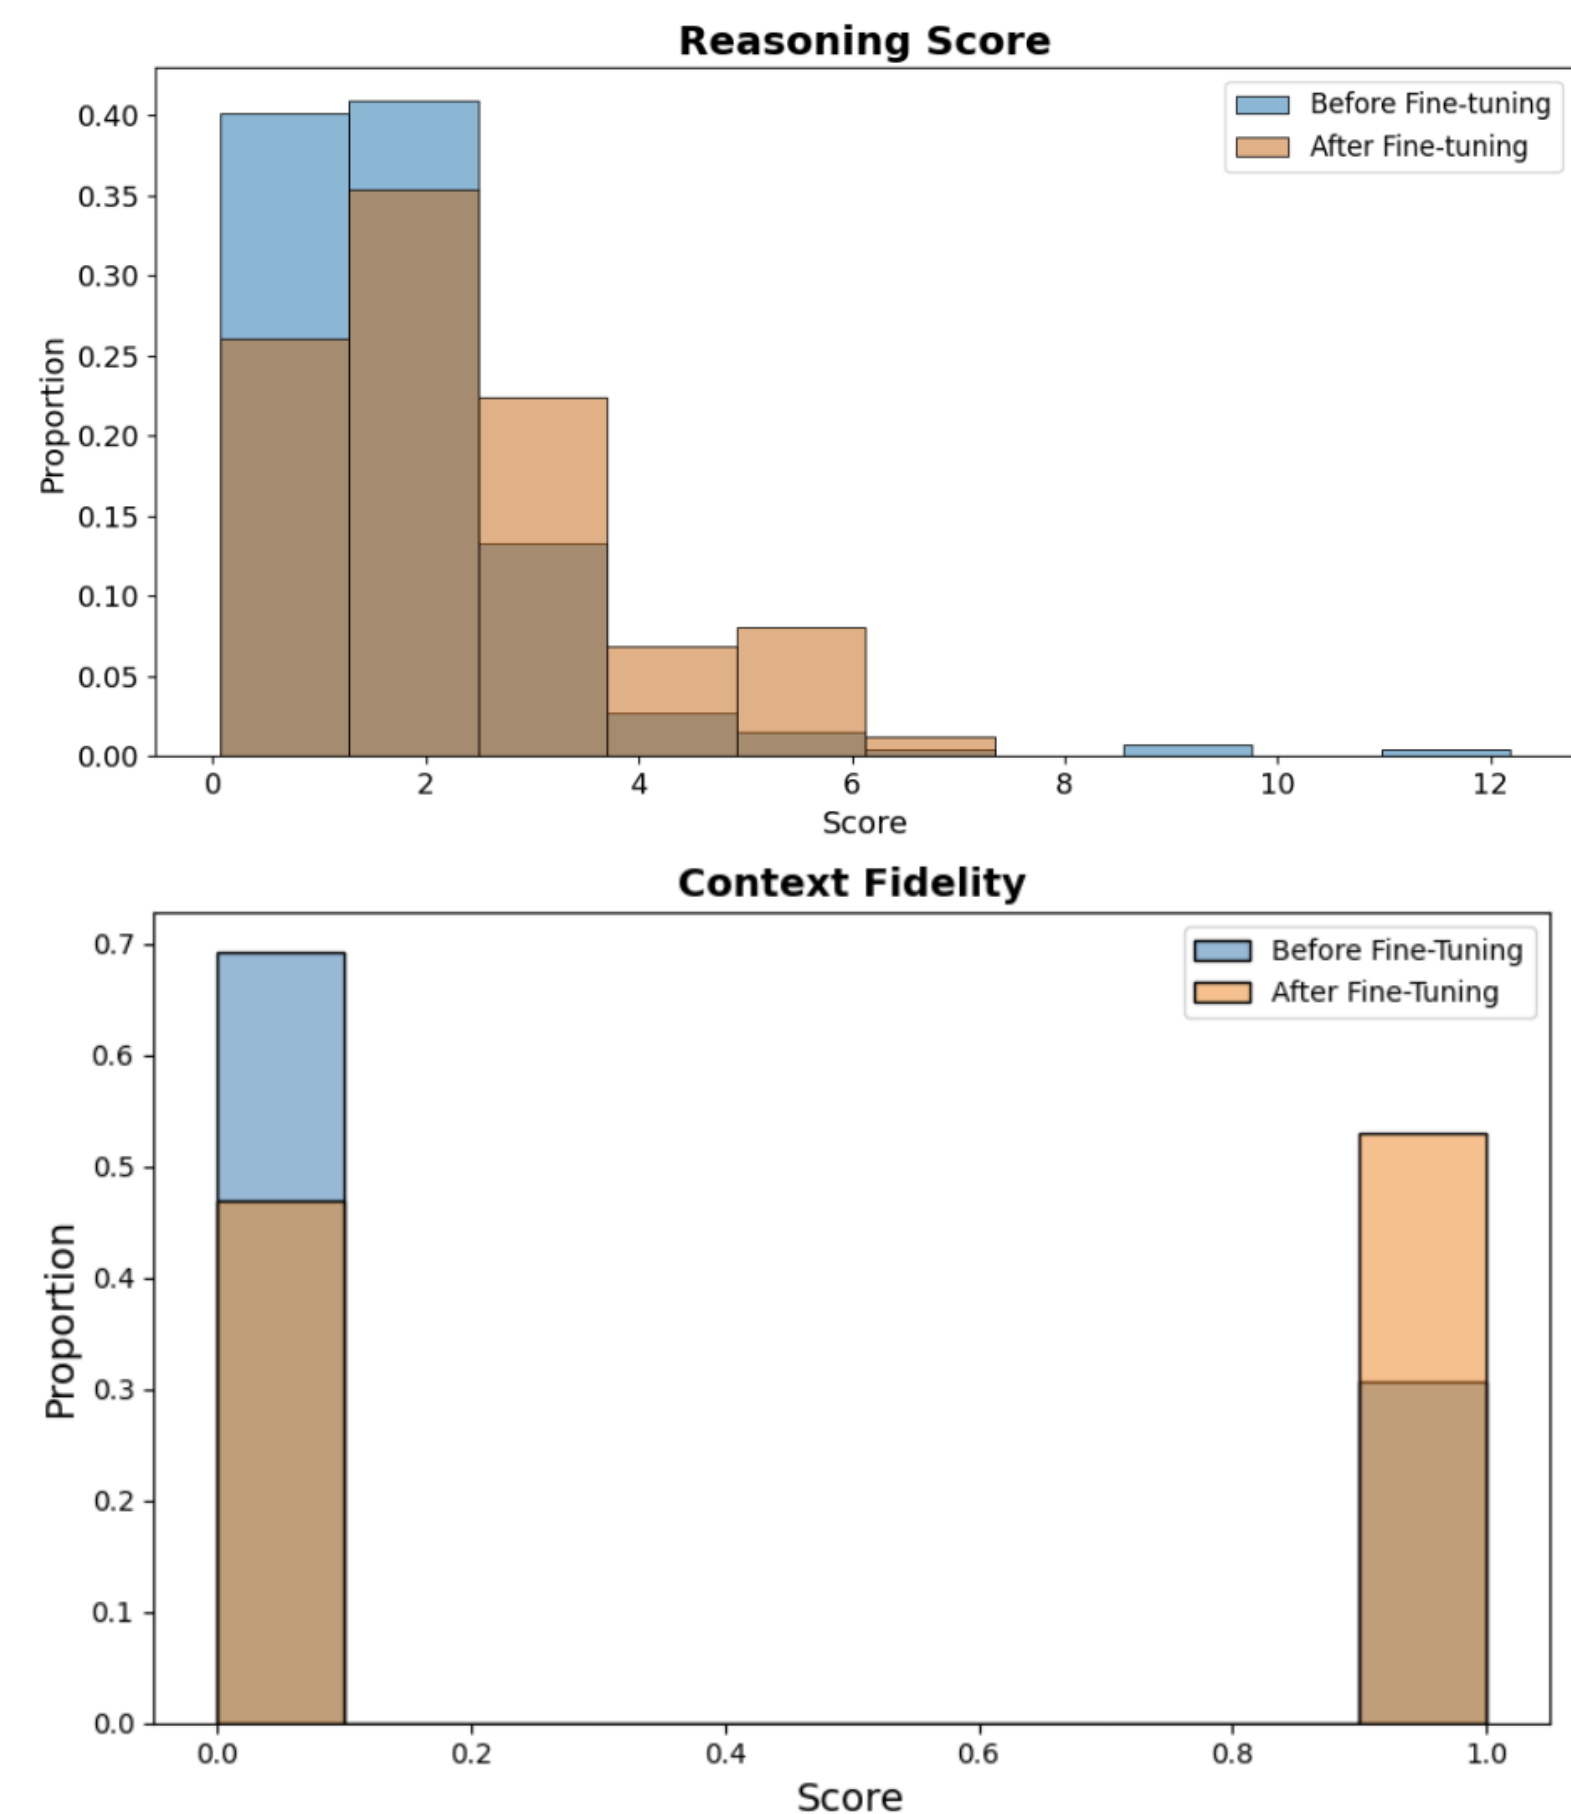 Reasoning Score
Before Fine-tuning
After Fine-tuning
0.40
0.35
0.30
0.25
0.20
0.15
0.10
0.05
0.00
Proportion
0 2 4 6 8 10 12
Score
Context Fidelity
Before Fine-Tuning
After Fine-Tuning
0.7
0.6
0.5
0.4
0.3
0.2
0.1
0.0
Proportion
0.0 0.2 0.4 0.6 0.8 1.0
Score